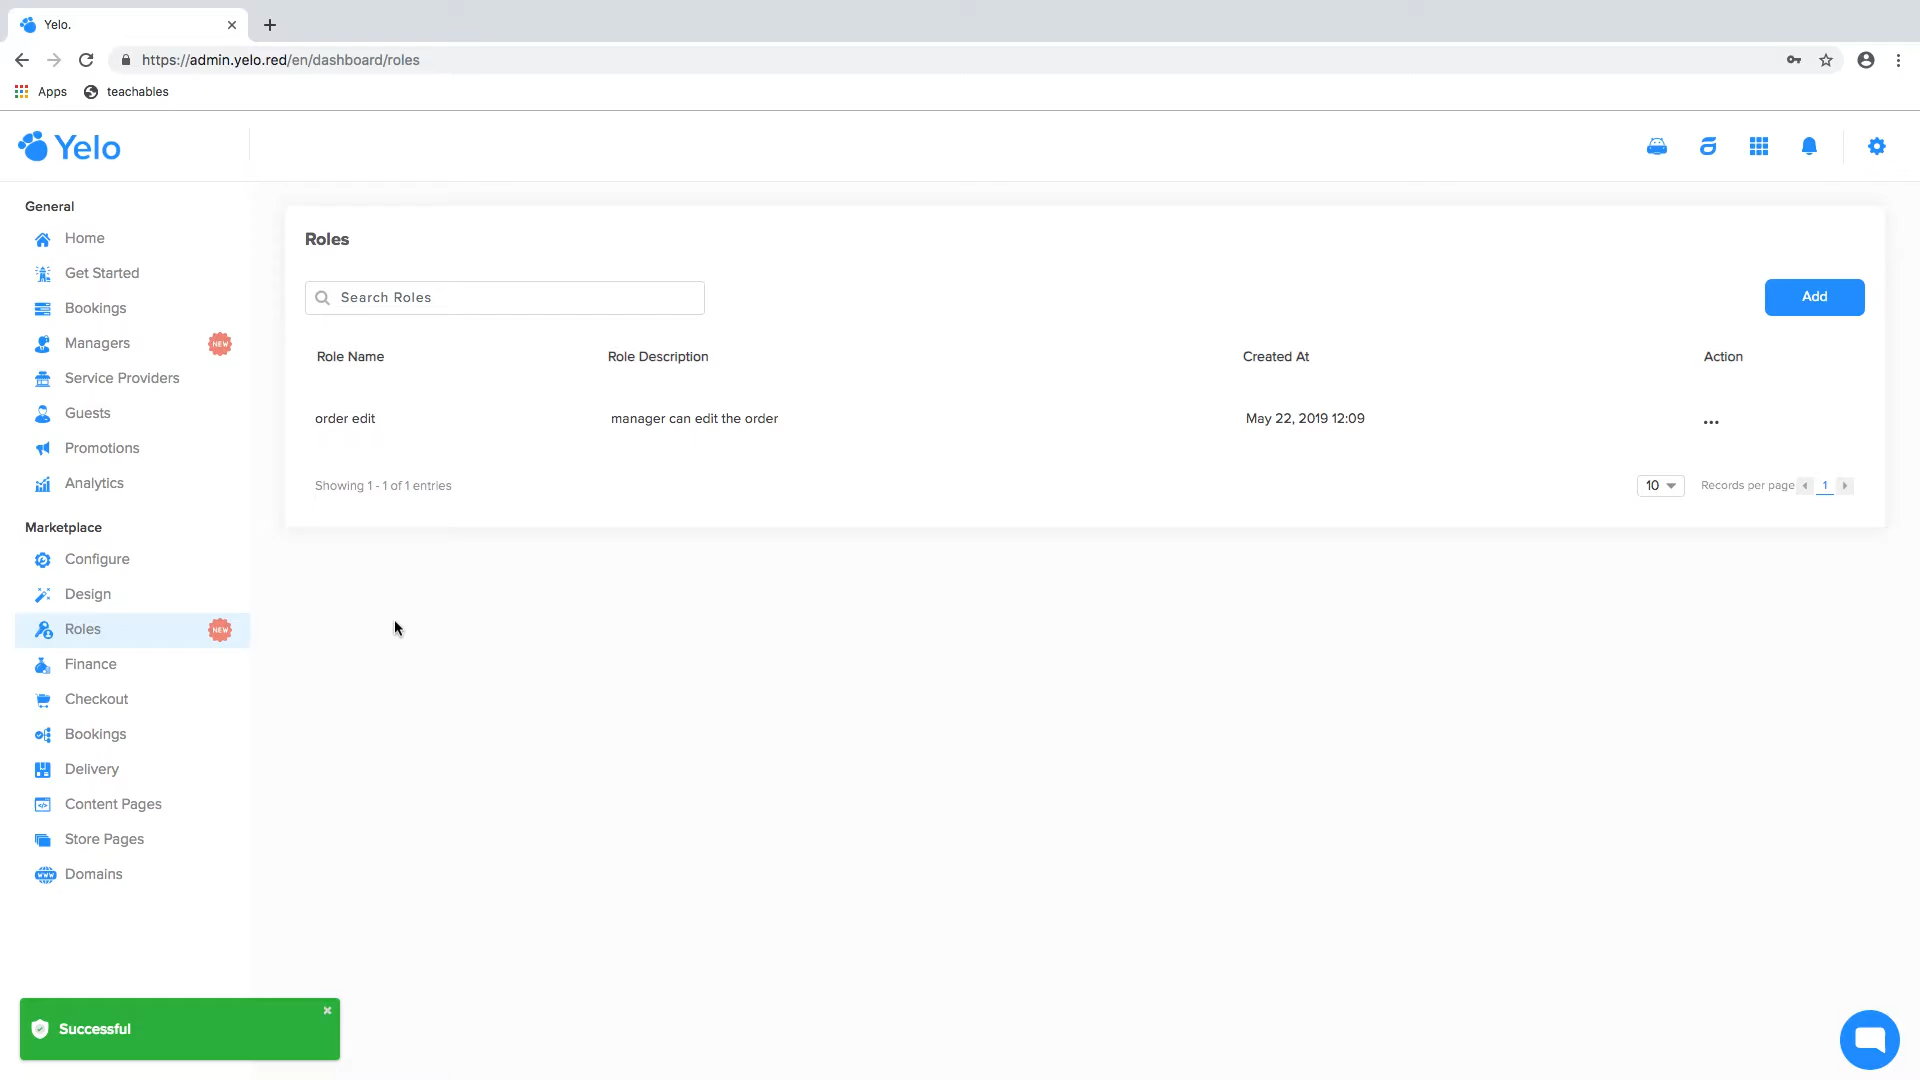 Yelo.
https://admin.yelo.red/en/dashboard/roles
Apps
teachables
Yelo
General
Home
Get Started
Bookings
Managers
NEW
Service Providers
Guests
Promotions
Analytics
Marketplace
Configure
Design
Roles
NEW
Finance
Checkout
Bookings
Delivery
Content Pages
Store Pages
Domains
Roles
Search Roles
Add
Role Name Role Description Created At Action
order edit manager can edit the order May 22, 2019 12:09 ...
Showing 1 - 1 of 1 entries 10 Records per page 1
Successful